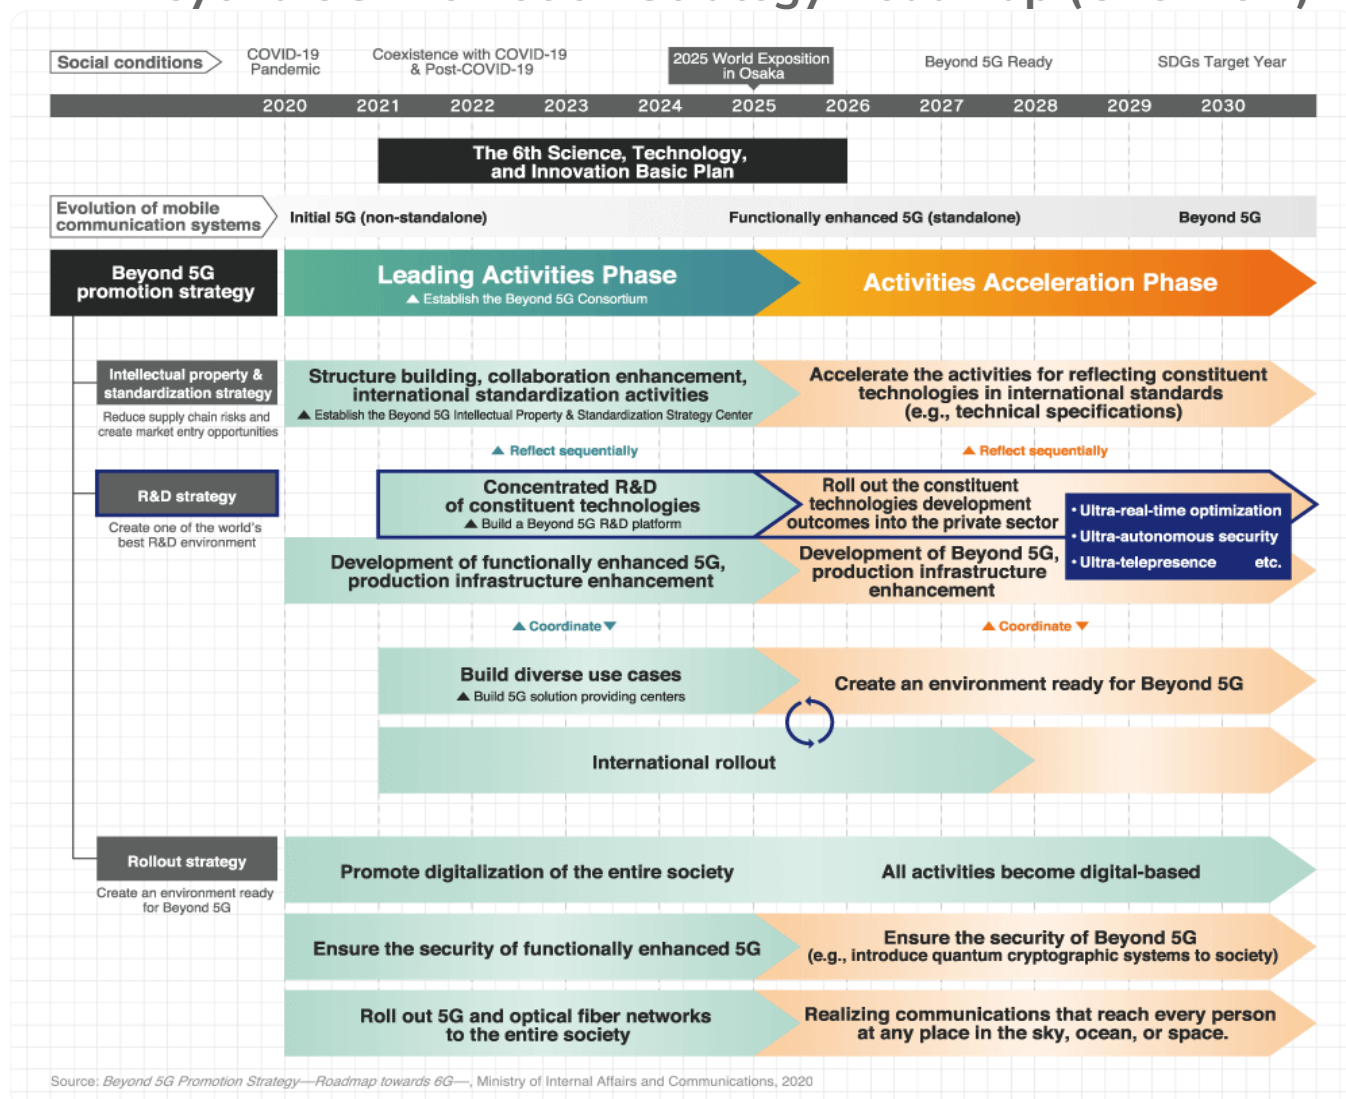 Social conditions
COVID-19
Pandemic
Coexistence with COVID-19
& Post-COVID-19
2025 World Exposition
in Osaka
Beyond 5G Ready
SDGs Target Year
2020 2021 2022 2023 2024 2025 2026 2027 2028 2029 2030
The 6th Science, Technology,
and Innovation Basic Plan
Evolution of mobile
communication systems
Initial 5G (non-standalone)
Functionally enhanced 5G (standalone)
Beyond 5G
Beyond 5G
promotion strategy
Leading Activities Phase
▲ Establish the Beyond 5G Consortium
Activities Acceleration Phase
Intellectual property &
standardization strategy
Reduce supply chain risks and
create market entry opportunities
Structure building, collaboration enhancement,
international standardization activities
▲ Establish the Beyond 5G Intellectual Property & Standardization Strategy Center
Accelerate the activities for reflecting constituent
technologies in international standards
(e.g., technical specifications)
▲ Reflect sequentially
▲ Reflect sequentially
R&D strategy
Create one of the world's
best R&D environment
Concentrated R&D
of constituent technologies
▲ Build a Beyond 5G R&D platform
Roll out the constituent
technologies development
outcomes into the private sector
• Ultra-real-time optimization
• Ultra-autonomous security
• Ultra-telepresence etc.
Development of functionally enhanced 5G,
production infrastructure enhancement
Development of Beyond 5G,
production infrastructure
enhancement
▲ Coordinate ▼
▲ Coordinate ▼
Build diverse use cases
▲ Build 5G solution providing centers
Create an environment ready for Beyond 5G
International rollout
Rollout strategy
Create an environment ready
for Beyond 5G
Promote digitalization of the entire society
All activities become digital-based
Ensure the security of functionally enhanced 5G
Ensure the security of Beyond 5G
(e.g., introduce quantum cryptographic systems to society)
Roll out 5G and optical fiber networks
to the entire society
Realizing communications that reach every person
at any place in the sky, ocean, or space.
Source: Beyond 5G Promotion Strategy—Roadmap towards 6G—, Ministry of Internal Affairs and Communications, 2020